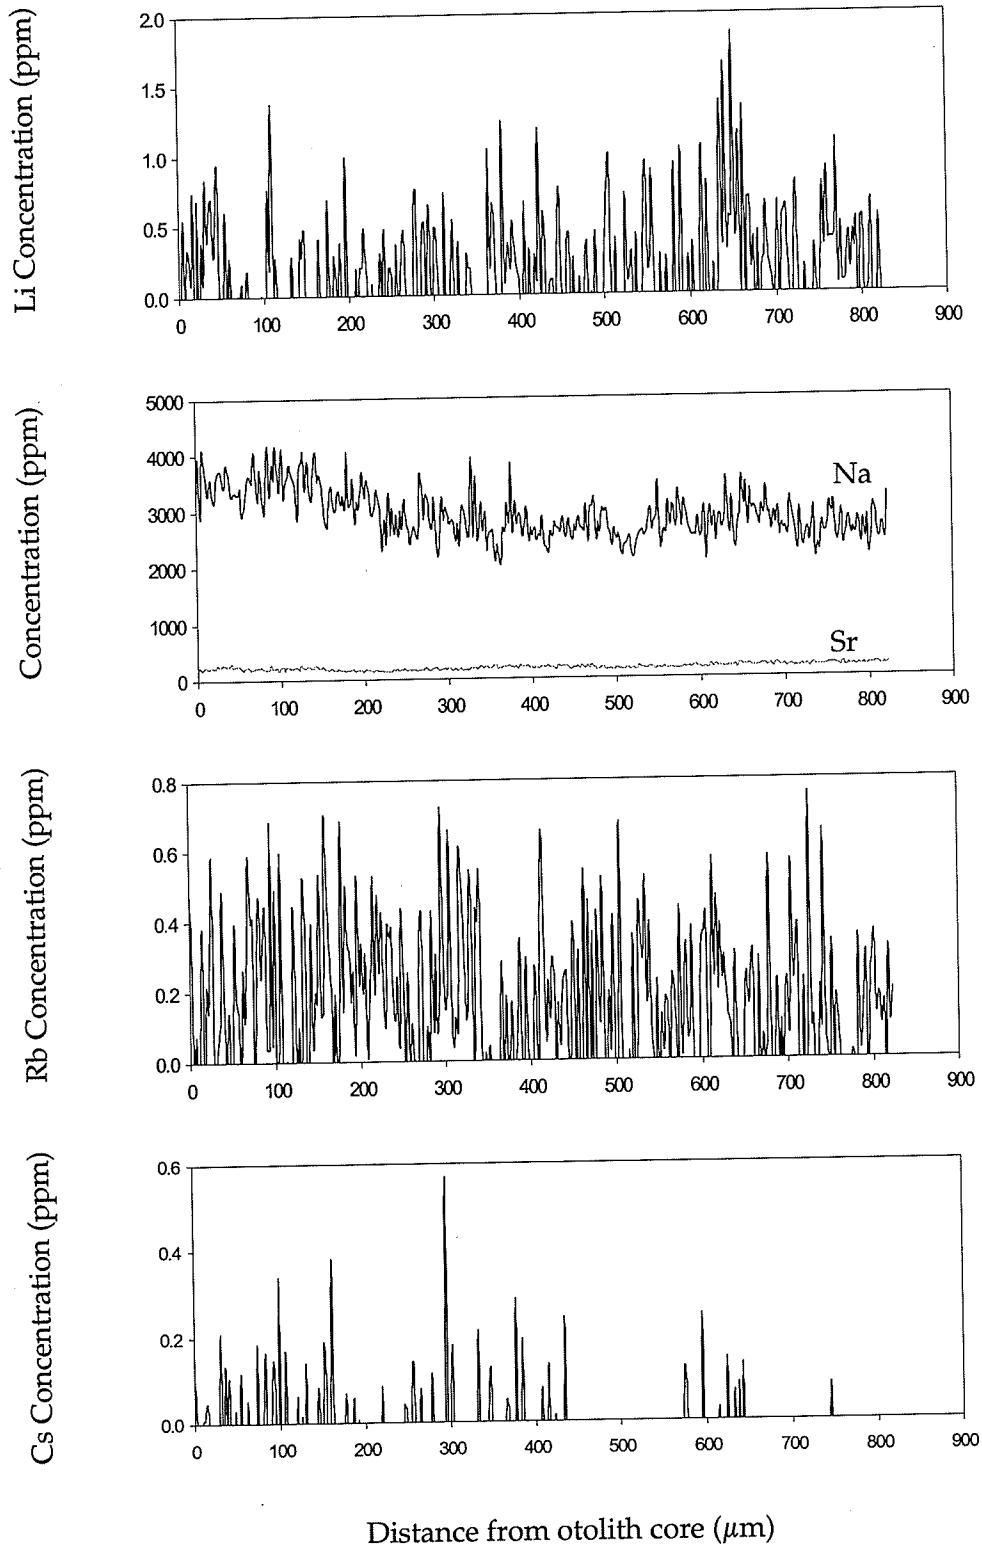 Li Concentration (ppm)
2.0
1.5
1.0
0.5
0.0
0 100 200 300 400 500 600 700 800 900
Concentration (ppm)
5000
4000
3000
2000
1000
0
Na
Sr
0 100 200 300 400 500 600 700 800 900
Rb Concentration (ppm)
0.8
0.6
0.4
0.2
0.0
0 100 200 300 400 500 600 700 800 900
Cs Concentration (ppm)
0.6
0.4
0.2
0.0
0 100 200 300 400 500 600 700 800 900
Distance from otolith core (μm)